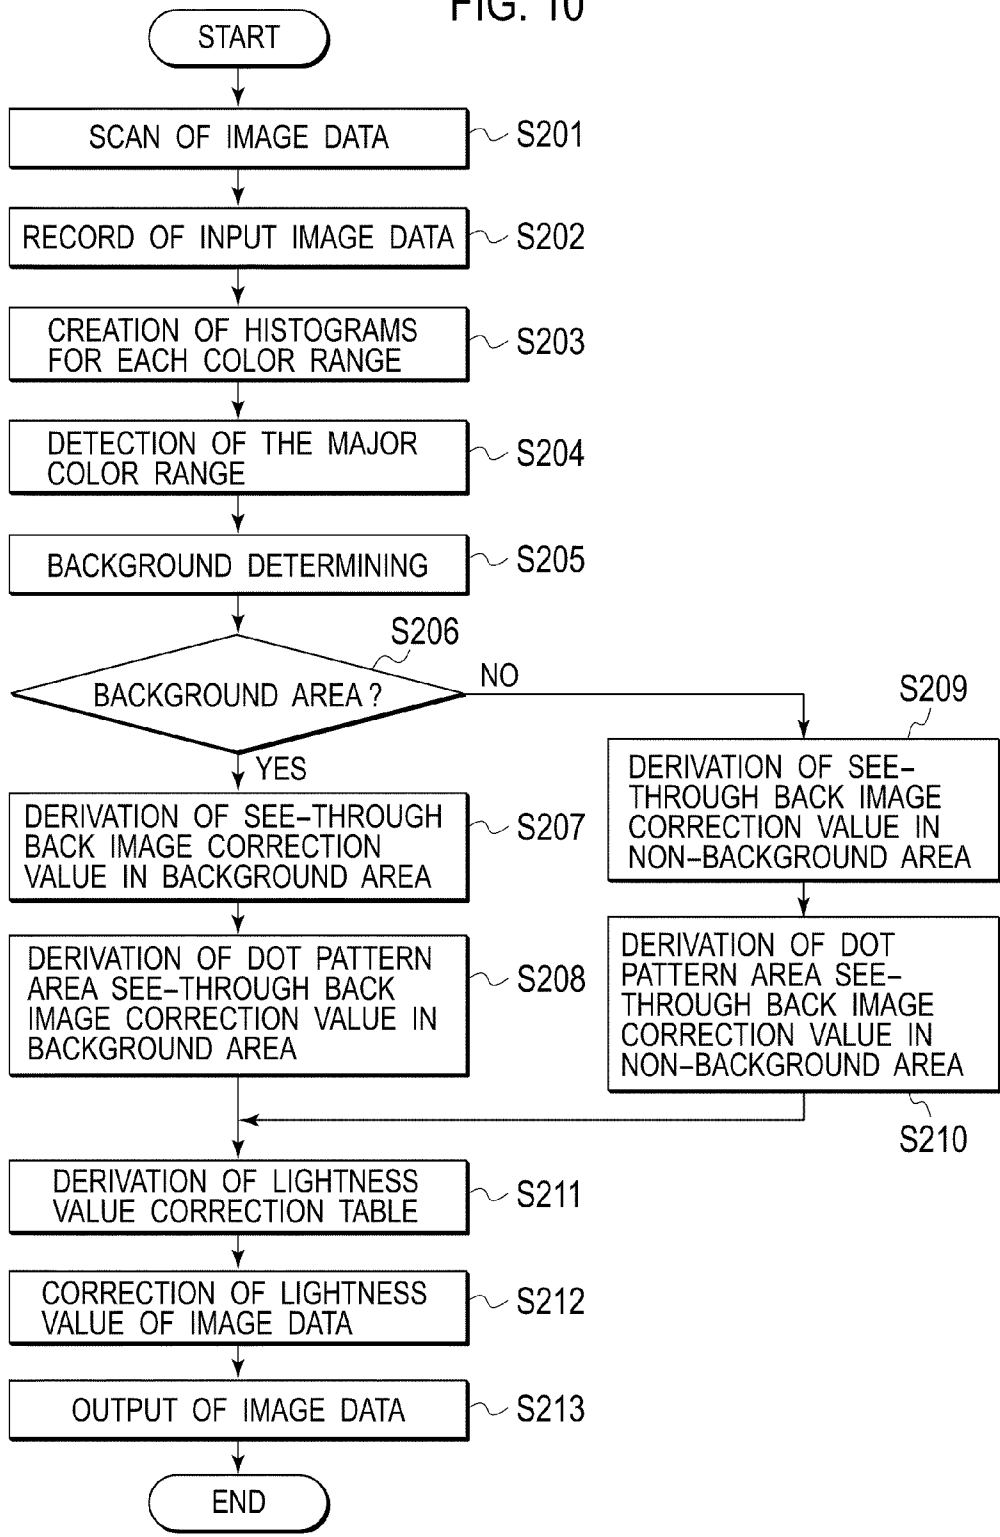 FIG. 10
START
SCAN OF IMAGE DATA
S201
RECORD OF INPUT IMAGE DATA
S202
CREATION OF HISTOGRAMS
FOR EACH COLOR RANGE
S203
DETECTION OF THE MAJOR
COLOR RANGE
S204
BACKGROUND DETERMINING
S205
S206
BACKGROUND AREA?
NO
YES
DERIVATION OF SEE-THROUGH
BACK IMAGE CORRECTION
VALUE IN BACKGROUND AREA
S207
DERIVATION OF DOT PATTERN
AREA SEE-THROUGH BACK
IMAGE CORRECTION VALUE IN
BACKGROUND AREA
S208
S209
DERIVATION OF SEE-
THROUGH BACK IMAGE
CORRECTION VALUE IN
NON-BACKGROUND AREA
DERIVATION OF DOT
PATTERN AREA SEE-
THROUGH BACK IMAGE
CORRECTION VALUE IN
NON-BACKGROUND AREA
S210
DERIVATION OF LIGHTNESS
VALUE CORRECTION TABLE
S211
CORRECTION OF LIGHTNESS
VALUE OF IMAGE DATA
S212
OUTPUT OF IMAGE DATA
S213
END